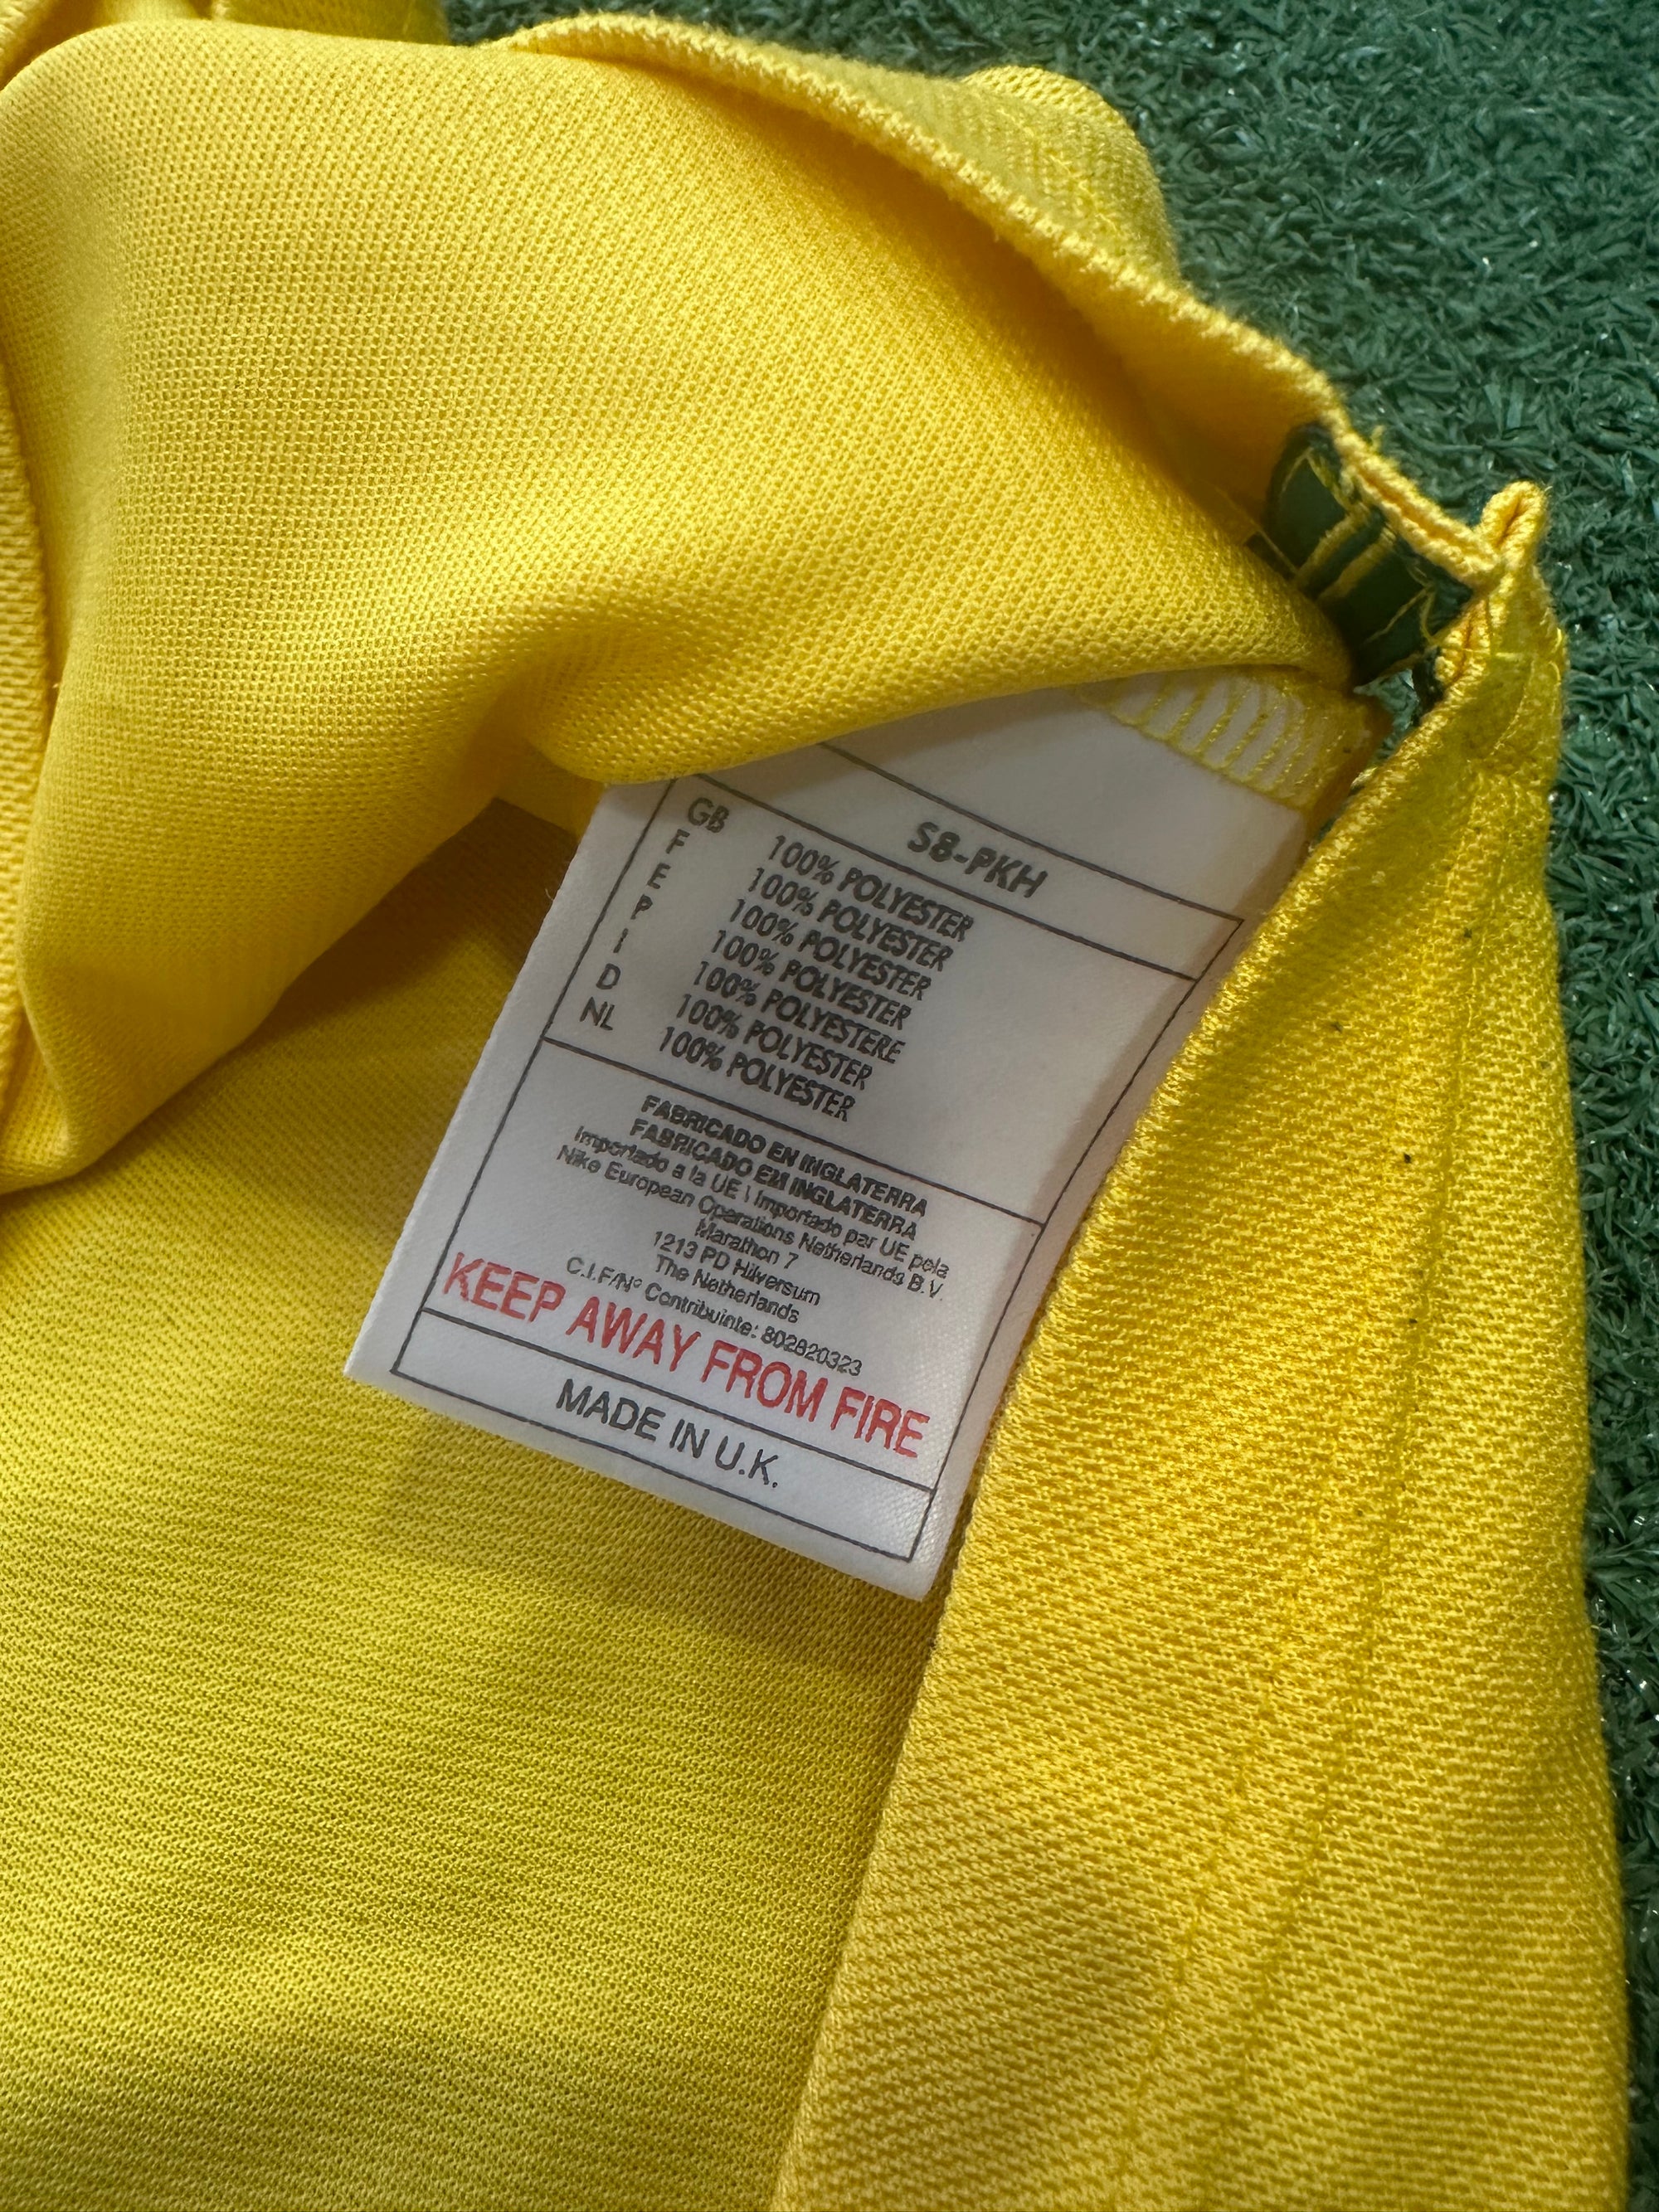 S8-PKH
GB 100% POLYESTER
F 100% POLYESTER
E 100% POLYESTER
P 100% POLYESTER
I 100% POLYESTERE
D 100% POLYESTER
NL 100% POLYESTER
FABRICADO EN INGLATERRA
FABRICADO EM INGLATERRA
Importado a la UE \ Importado par UE pela
Nike European Operations Netherlands B.V.
Marathon 7
1213 PD Hilversum
The Netherlands
C.I.F/Nº Contribuinte: 802820323
KEEP AWAY FROM FIRE
MADE IN U.K.